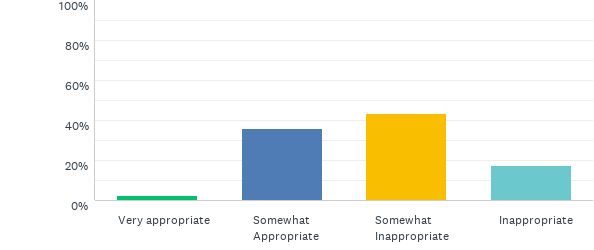 100%
80%
60%
40%
20%
0%
Very appropriate
Somewhat
Appropriate
Somewhat
Inappropriate
Inappropriate